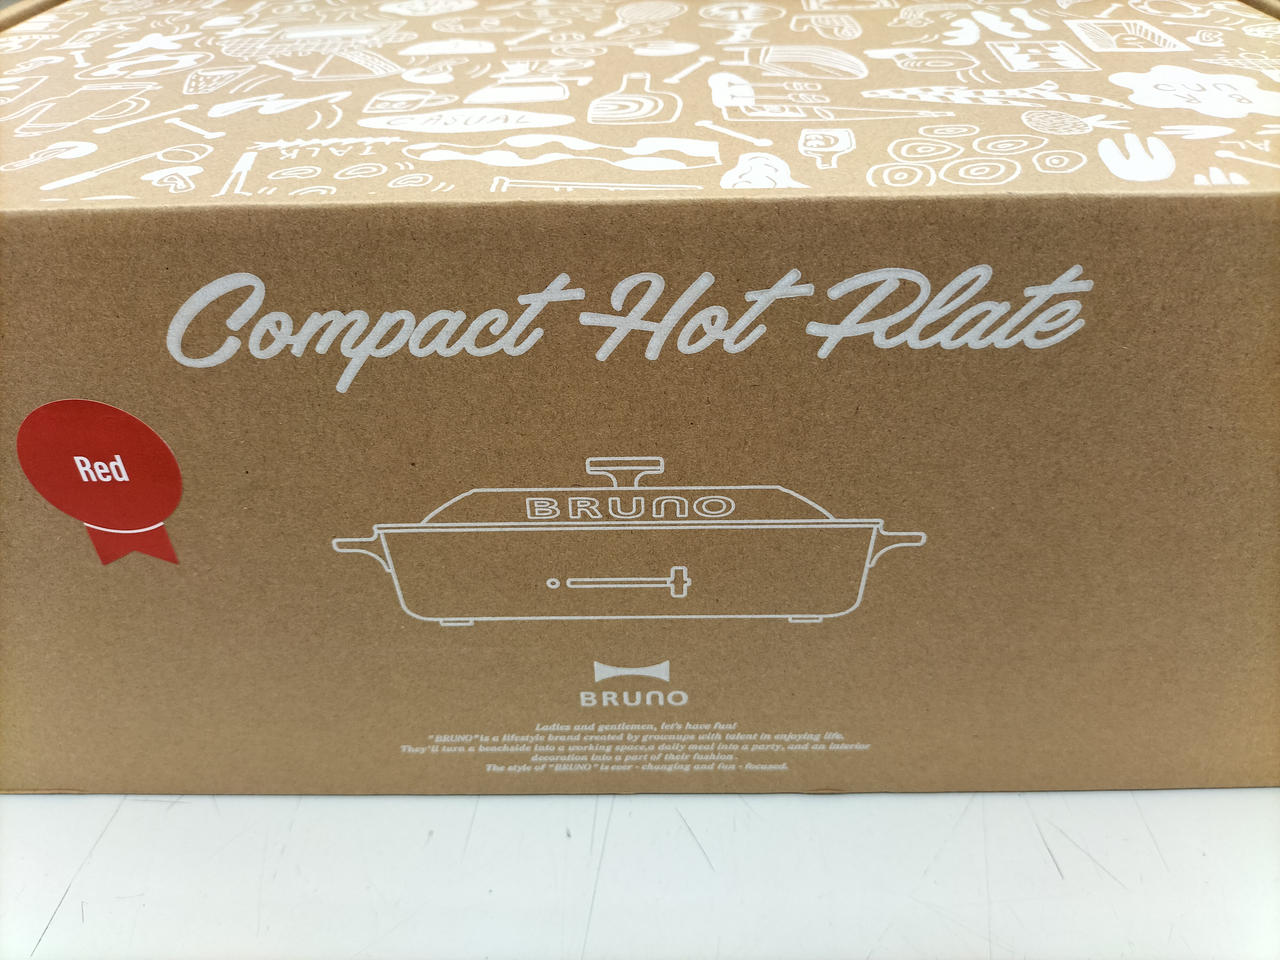 CASUAL
TALK
Compact Hot Plate
Red
BRUNO
BRUNO
Ladies and gentlemen, let's have fun!
"BRUNO" is a lifestyle brand created by grownups with talent in enjoying life.
They'll turn a beachside into a working space,a daily meal into a party, and an interior
decoration into a part of their fashion.
The style of "BRUNO" is ever - changing and fun - focused.